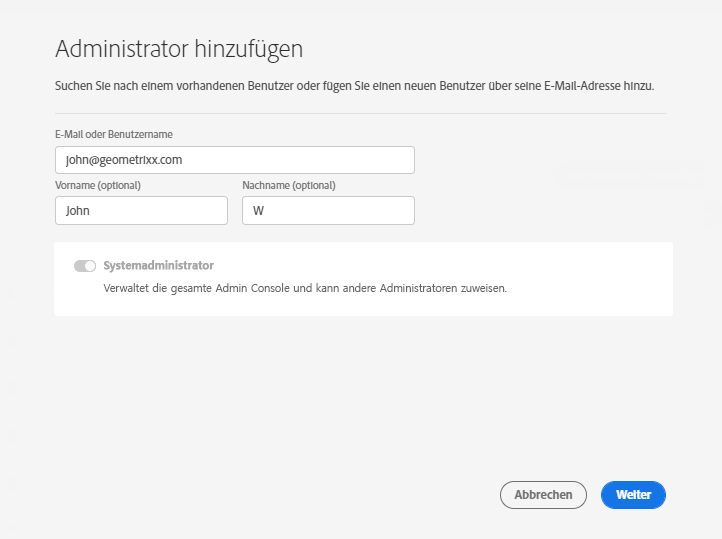 Administrator hinzufügen
Suchen Sie nach einem vorhandenen Benutzer oder fügen Sie einen neuen Benutzer über seine E-Mail-Adresse hinzu.
E-Mail oder Benutzername
john@geometrixx.com
Vorname (optional) Nachname (optional)
John W
Systemadministrator
Verwaltet die gesamte Admin Console und kann andere Administratoren zuweisen.
Abbrechen Weiter